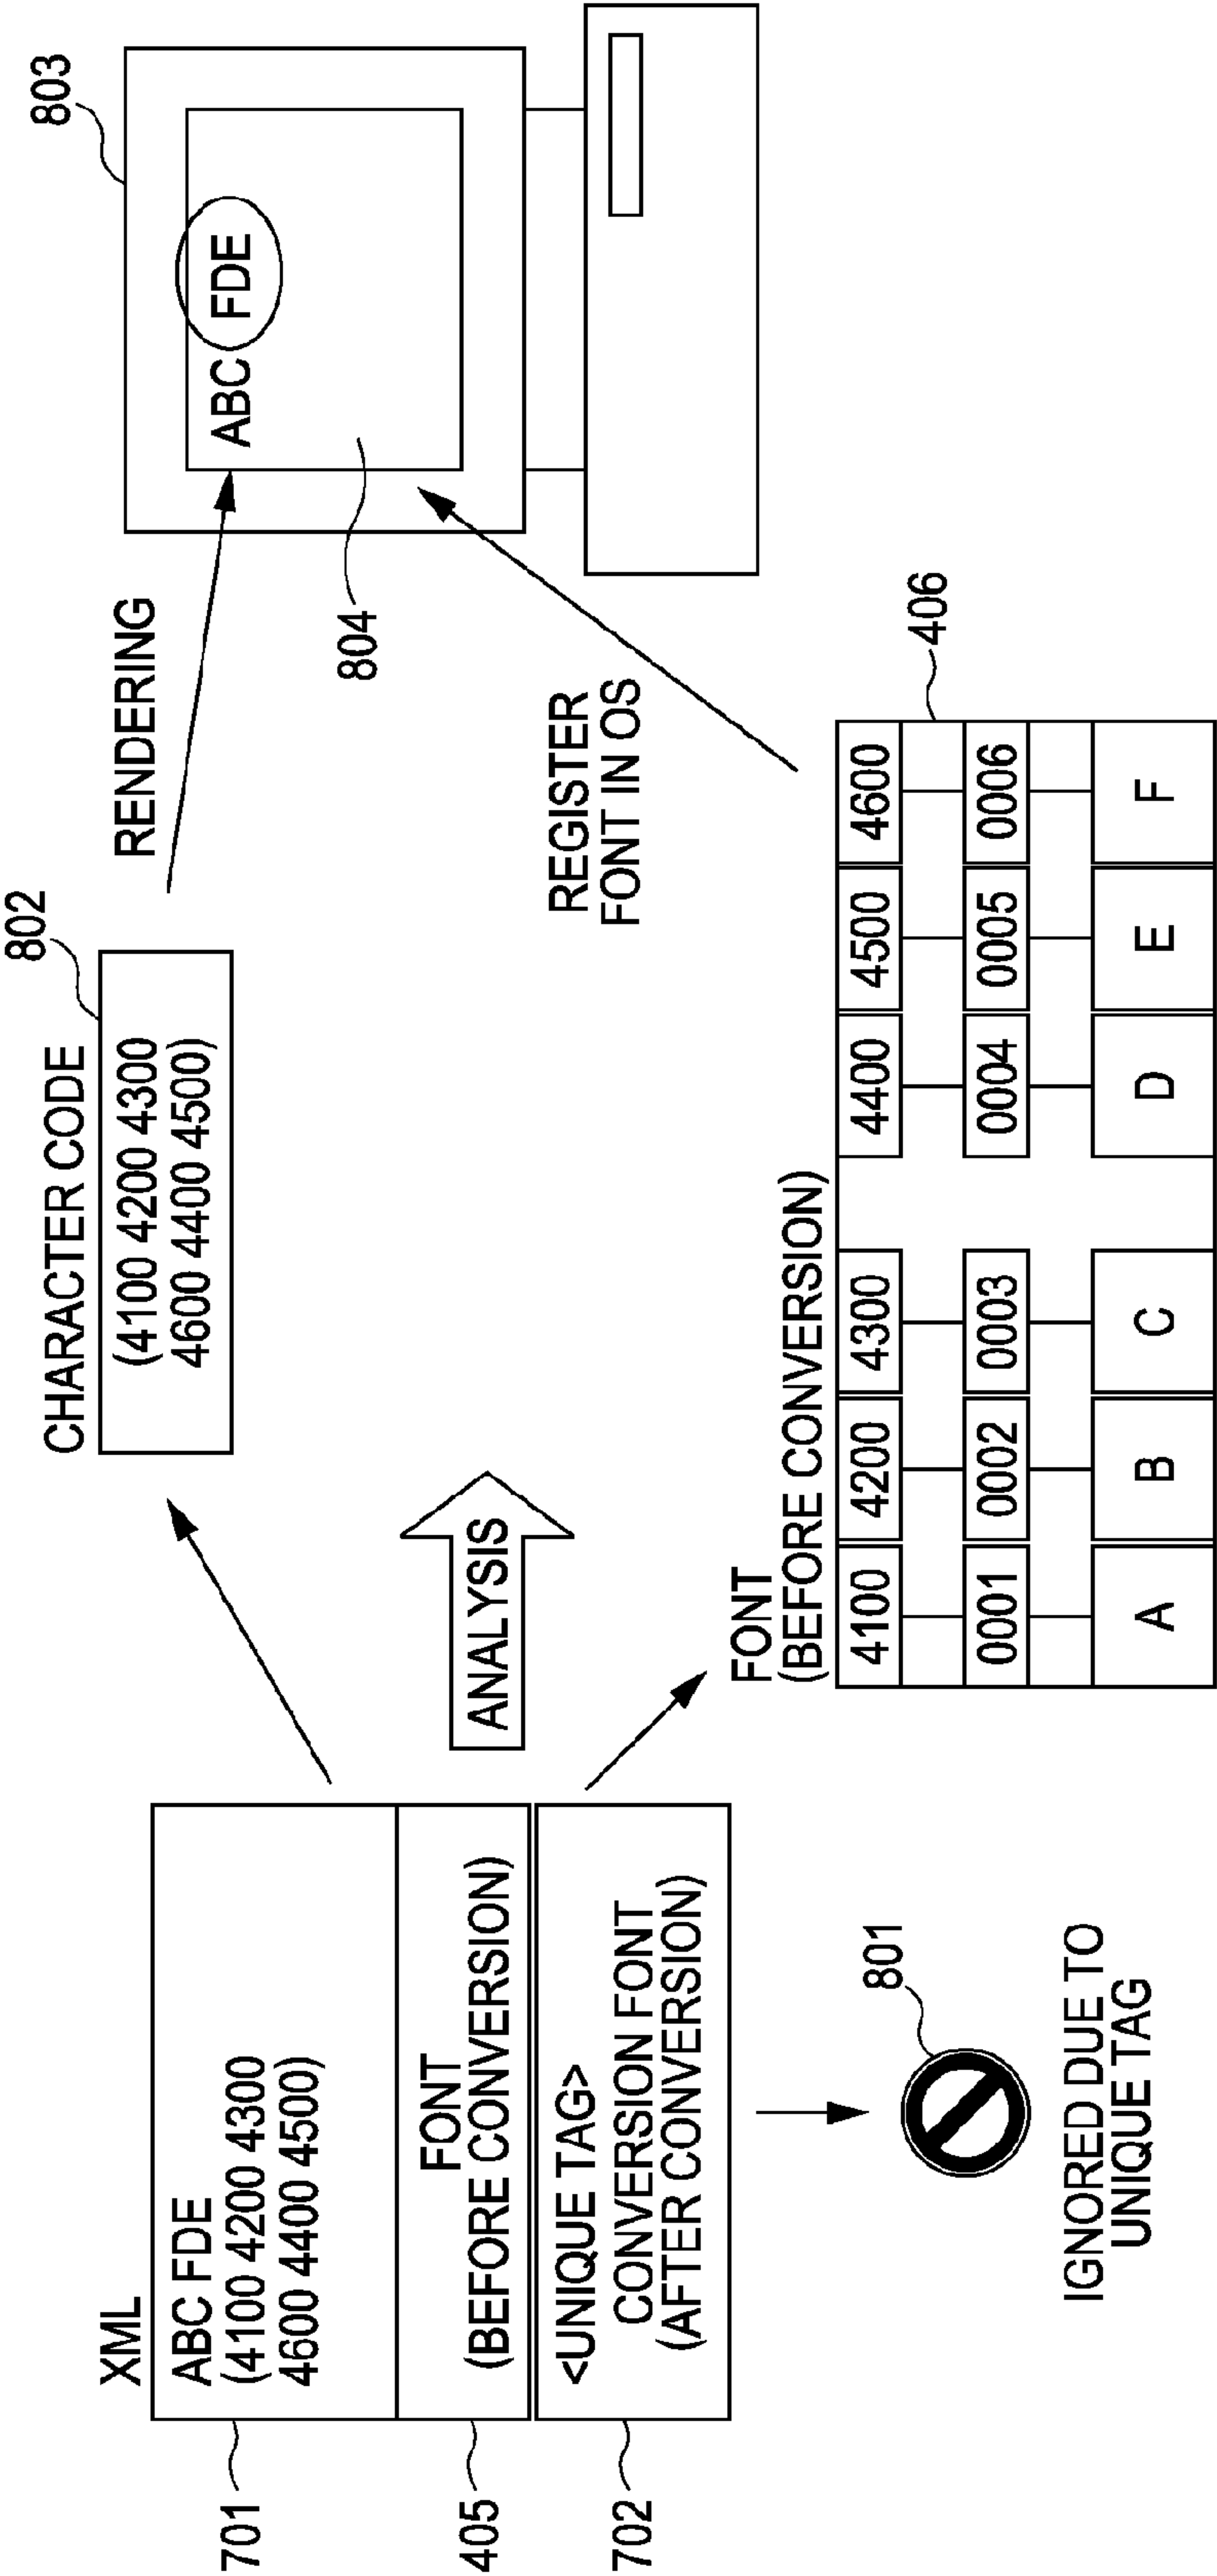 XML
ABC FDE
(4100 4200 4300
4600 4400 4500)
FONT
(BEFORE CONVERSION)
<UNIQUE TAG>
CONVERSION FONT
(AFTER CONVERSION)
701
405
702
801
IGNORED DUE TO
UNIQUE TAG
ANALYSIS
CHARACTER CODE
802
(4100 4200 4300
4600 4400 4500)
RENDERING
803
ABC FDE
804
REGISTER
FONT IN OS
FONT
(BEFORE CONVERSION)
406
4100 4200 4300 4400 4500 4600
0001 0002 0003 0004 0005 0006
A B C D E F